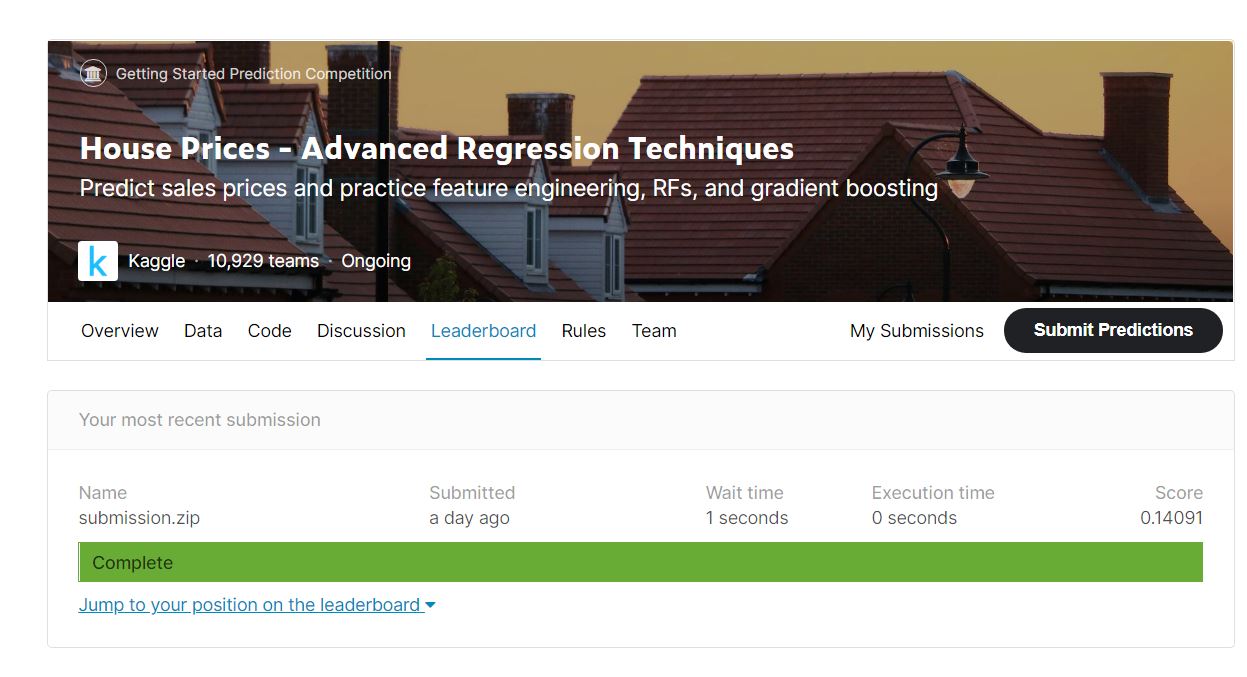 Getting Started Prediction Competition
House Prices - Advanced Regression Techniques
Predict sales prices and practice feature engineering, RFs, and gradient boosting
k Kaggle · 10,929 teams · Ongoing
Overview Data Code Discussion Leaderboard Rules Team My Submissions Submit Predictions
Your most recent submission
Name Submitted Wait time Execution time Score
submission.zip a day ago 1 seconds 0 seconds 0.14091
Complete
Jump to your position on the leaderboard